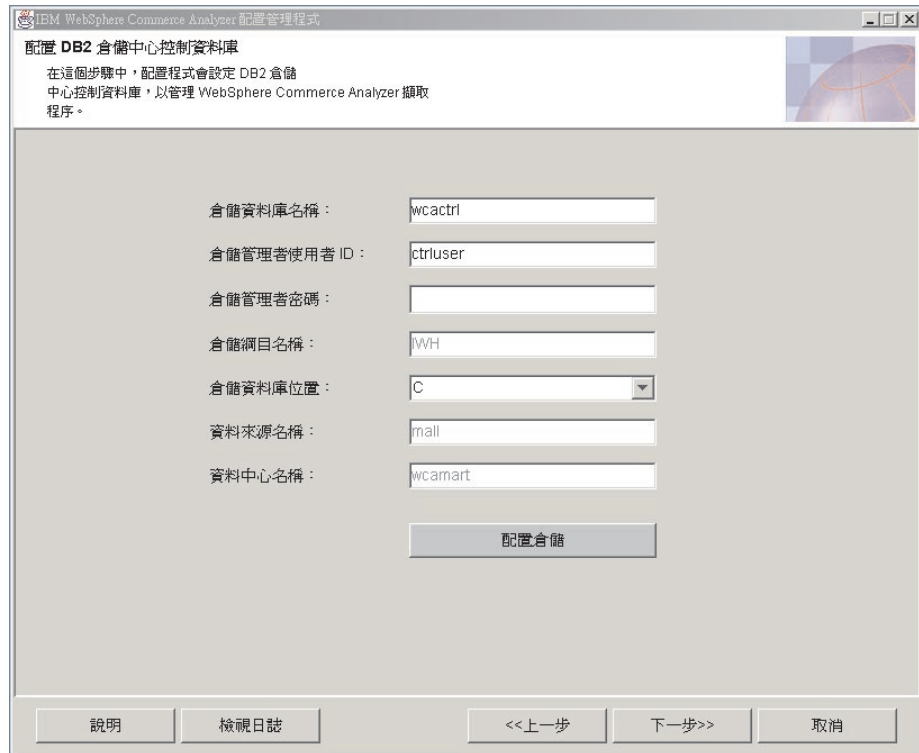 IBM WebSphere Commerce Analyzer 配置管理程式
配置 DB2 倉儲中心控制資料庫
在這個步驟中，配置程式會設定 DB2 倉儲
中心控制資料庫，以管理 WebSphere Commerce Analyzer 擷取
程序。
倉儲資料庫名稱： wcactrl
倉儲管理者使用者 ID： ctrluser
倉儲管理者密碼：
倉儲綱目名稱： IWH
倉儲資料庫位置： C
資料來源名稱： mall
資料中心名稱： wcamart
配置倉儲
說明 檢視日誌 <<上一步 下一步>> 取消